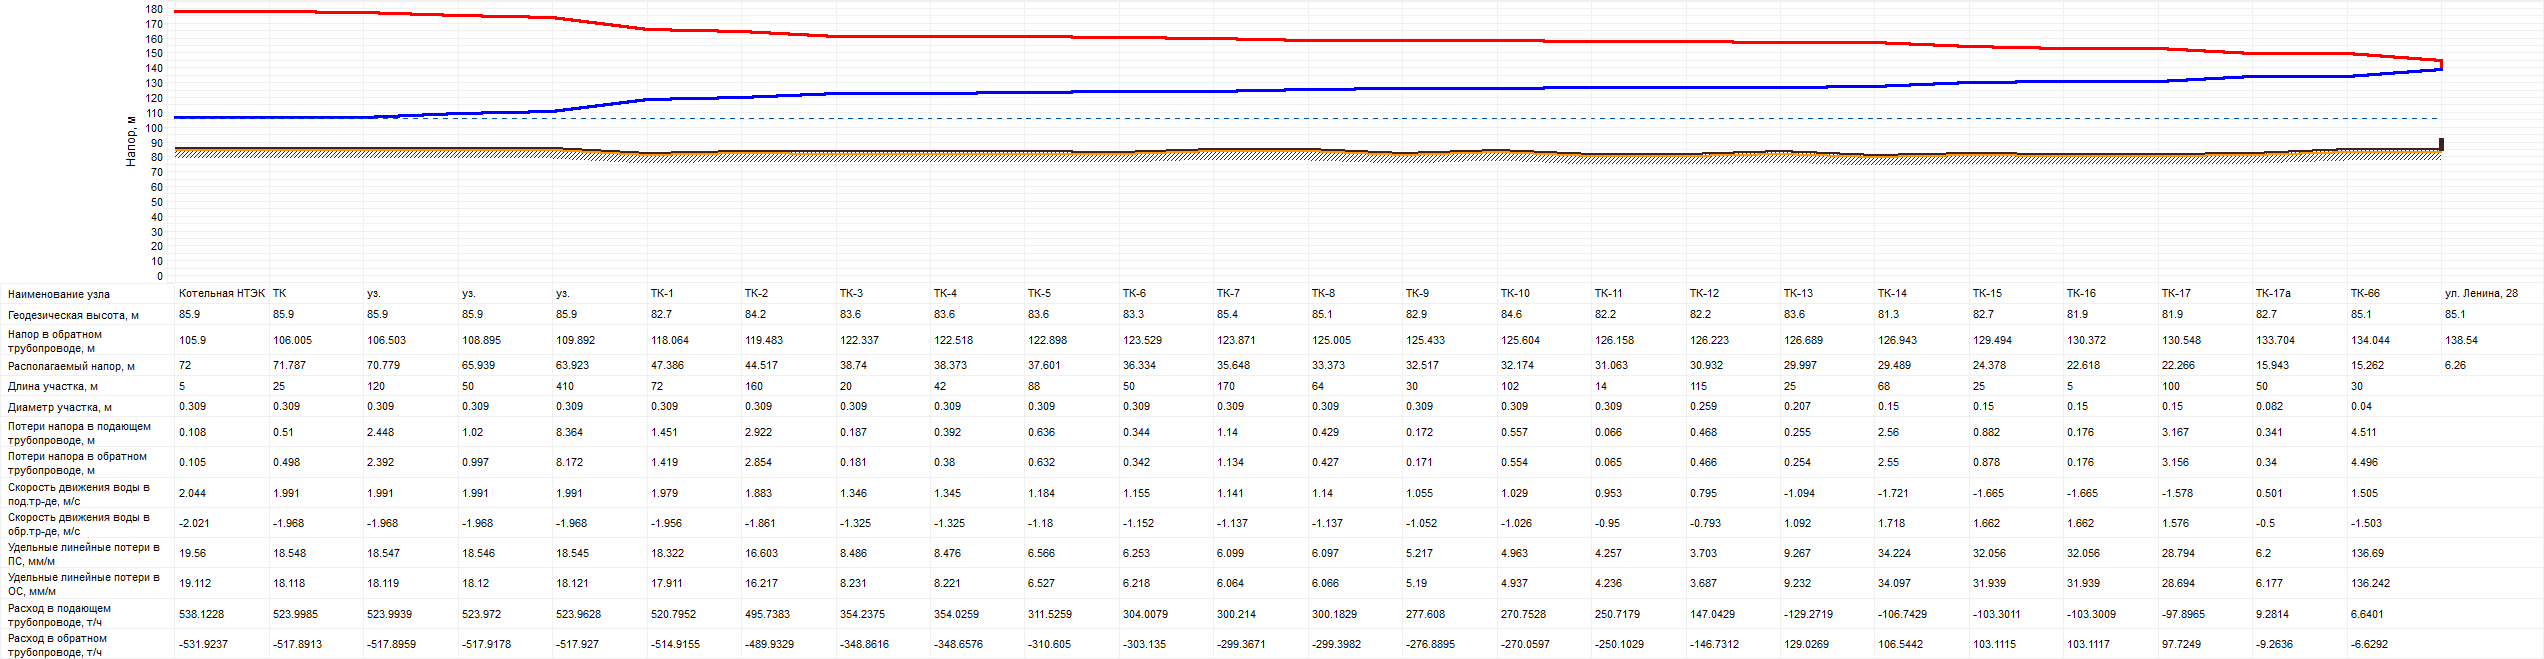 180
170
160
150
140
130
120
110
100
90
80
70
60
50
40
30
20
10
0
Напор, м
Наименование узла Котельная НТЭК ТК уз. уз. уз. ТК-1 ТК-2 ТК-3 ТК-4 ТК-5 ТК-6 ТК-7 ТК-8 ТК-9 ТК-10 ТК-11 ТК-12 ТК-13 ТК-14 ТК-15 ТК-16 ТК-17 ТК-17а ТК-66 ул. Ленина, 28
Геодезическая высота, м 85.9 85.9 85.9 85.9 85.9 82.7 84.2 83.6 83.6 83.6 83.3 85.4 85.1 82.9 84.6 82.2 82.2 83.6 81.3 82.7 81.9 81.9 82.7 85.1 85.1
Напор в обратном
трубопроводе, м 105.9 106.005 106.503 108.895 109.892 118.064 119.483 122.337 122.518 122.898 123.529 123.871 125.005 125.433 125.604 126.158 126.223 126.689 126.943 129.494 130.372 130.548 133.704 134.044 138.54
Располагаемый напор, м 72 71.787 70.779 65.939 63.923 47.386 44.517 38.74 38.373 37.601 36.334 35.648 33.373 32.517 32.174 31.063 30.932 29.997 29.489 24.378 22.618 22.266 15.943 15.262 6.26
Длина участка, м 5 25 120 50 410 72 160 20 42 88 50 170 64 30 102 14 115 25 68 25 5 100 50 30
Диаметр участка, м 0.309 0.309 0.309 0.309 0.309 0.309 0.309 0.309 0.309 0.309 0.309 0.309 0.309 0.309 0.309 0.309 0.259 0.207 0.15 0.15 0.15 0.15 0.082 0.04
Потери напора в подающем
трубопроводе, м 0.108 0.51 2.448 1.02 8.364 1.451 2.922 0.187 0.392 0.636 0.344 1.14 0.429 0.172 0.557 0.066 0.468 0.255 2.56 0.882 0.176 3.167 0.341 4.511
Потери напора в обратном
трубопроводе, м 0.105 0.498 2.392 0.997 8.172 1.419 2.854 0.181 0.38 0.632 0.342 1.134 0.427 0.171 0.554 0.065 0.466 0.254 2.55 0.878 0.176 3.156 0.34 4.496
Скорость движения воды в
под.тр-де, м/с 2.044 1.991 1.991 1.991 1.991 1.979 1.883 1.346 1.345 1.184 1.155 1.141 1.14 1.055 1.029 0.953 0.795 -1.094 -1.721 -1.665 -1.665 -1.578 0.501 1.505
Скорость движения воды в
обр.тр-де, м/с -2.021 -1.968 -1.968 -1.968 -1.968 -1.956 -1.861 -1.325 -1.325 -1.18 -1.152 -1.137 -1.137 -1.052 -1.026 -0.95 -0.793 1.092 1.718 1.662 1.662 1.576 -0.5 -1.503
Удельные линейные потери в
ПС, мм/м 19.56 18.548 18.547 18.546 18.545 18.322 16.603 8.486 8.476 6.566 6.253 6.099 6.097 5.217 4.963 4.257 3.703 9.267 34.224 32.056 32.056 28.794 6.2 136.69
Удельные линейные потери в
ОС, мм/м 19.112 18.118 18.119 18.12 18.121 17.911 16.217 8.231 8.221 6.527 6.218 6.064 6.066 5.19 4.937 4.236 3.687 9.232 34.097 31.939 31.939 28.694 6.177 136.242
Расход в подающем
трубопроводе, т/ч 538.1228 523.9985 523.9939 523.972 523.9628 520.7952 495.7383 354.2375 354.0259 311.5259 304.0079 300.214 300.1829 277.608 270.7528 250.7179 147.0429 -129.2719 -106.7429 -103.3011 -103.3009 -97.8965 9.2814 6.6401
Расход в обратном
трубопроводе, т/ч -531.9237 -517.8913 -517.8959 -517.9178 -517.927 -514.9155 -489.9329 -348.8616 -348.6576 -310.605 -303.135 -299.3671 -299.3982 -276.8895 -270.0597 -250.1029 -146.7312 129.0269 106.5442 103.1115 103.1117 97.7249 -9.2636 -6.6292